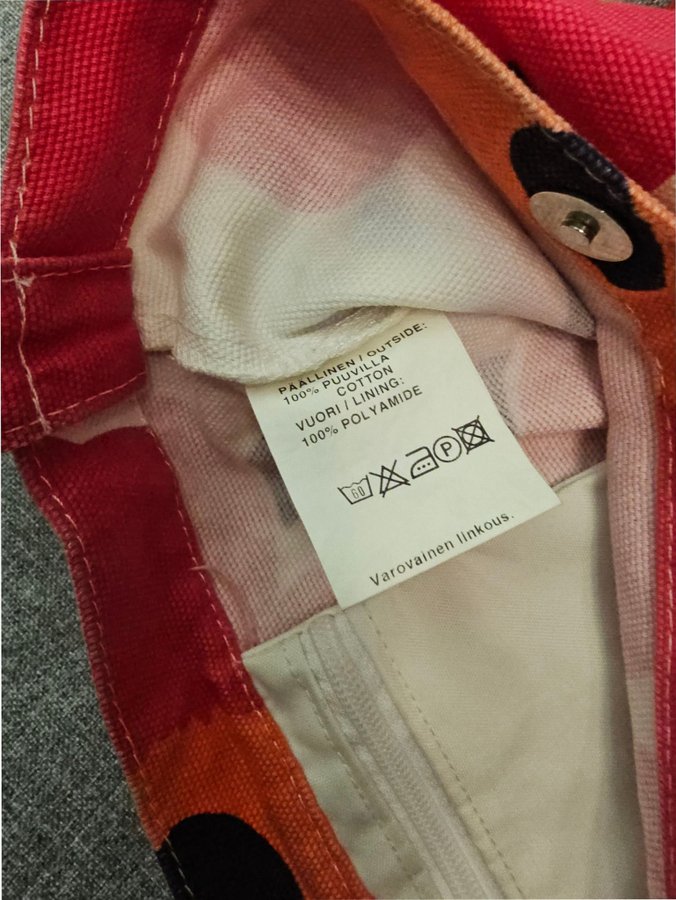 PÄÄLLINEN / OUTSIDE:
100% PUUVILLA
COTTON
VUORI / LINING:
100% POLYAMIDE
60 P
Varovainen linkous.